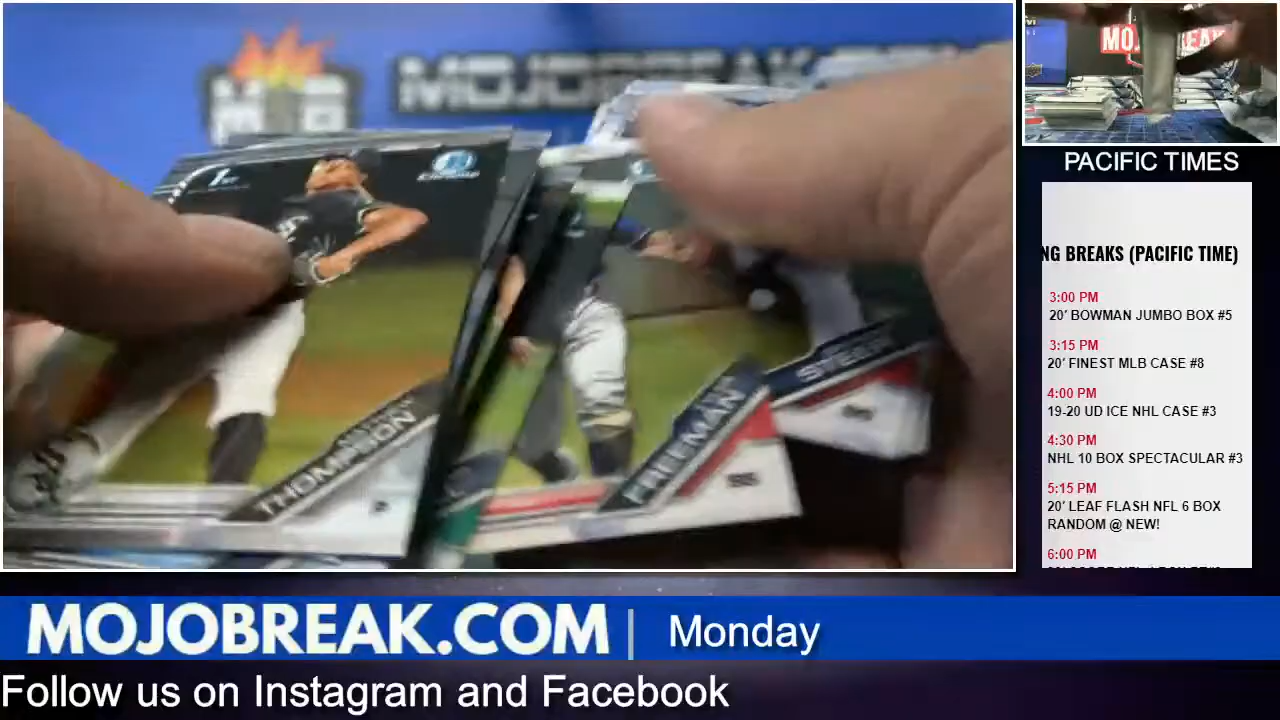 MOJOBREAK
1st
CHROME
THOMPSON
FREEMAN
STEER
PACIFIC TIMES
NG BREAKS (PACIFIC TIME)
3:00 PM
20' BOWMAN JUMBO BOX #5
3:15 PM
20' FINEST MLB CASE #8
4:00 PM
19-20 UD ICE NHL CASE #3
4:30 PM
NHL 10 BOX SPECTACULAR #3
5:15 PM
20' LEAF FLASH NFL 6 BOX
RANDOM @ NEW!
6:00 PM
MOJOBREAK.COM | Monday
Follow us on Instagram and Facebook